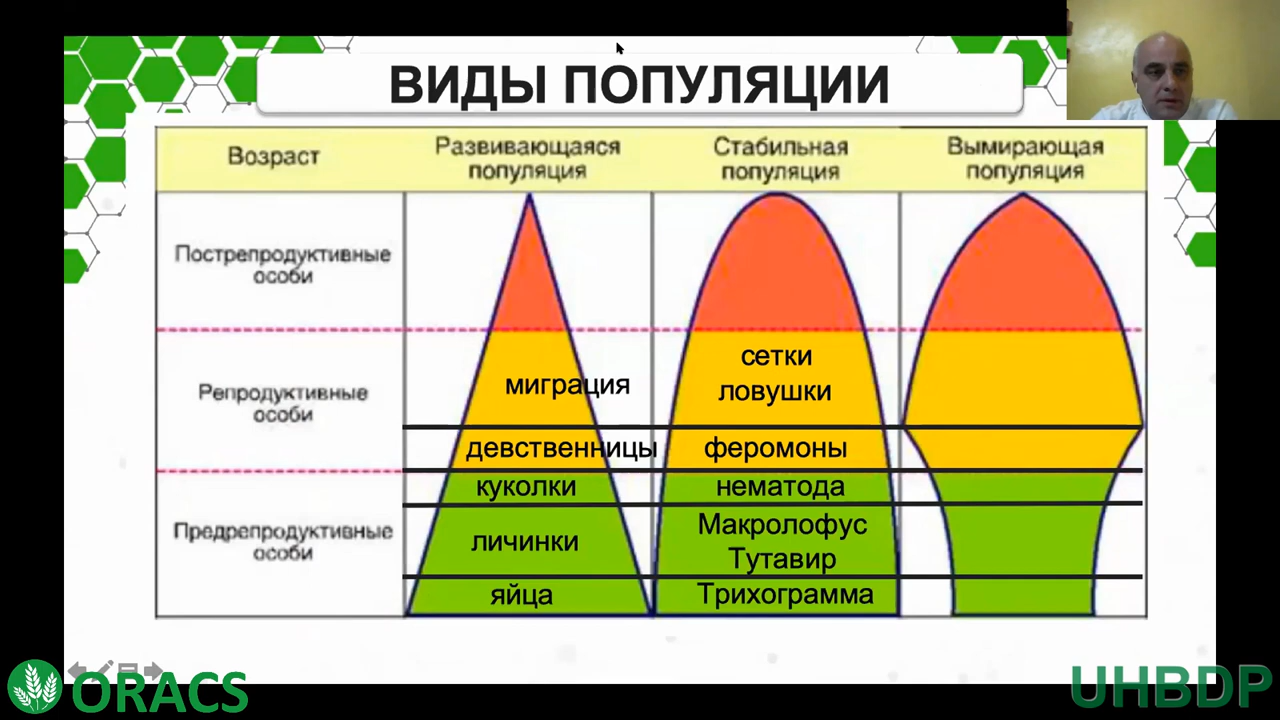 ВИДЫ ПОПУЛЯЦИИ
Возраст
Развивающаяся
популяция
Стабильная
популяция
Вымирающая
популяция
Пострепродуктивные
особи
Репродуктивные
особи
миграция
сетки
ловушки
девственницы
феромоны
Предрепродуктивные
особи
куколки
нематода
личинки
Макролофус
Тутавир
яйца
Трихограмма
ORACS
UHBDP